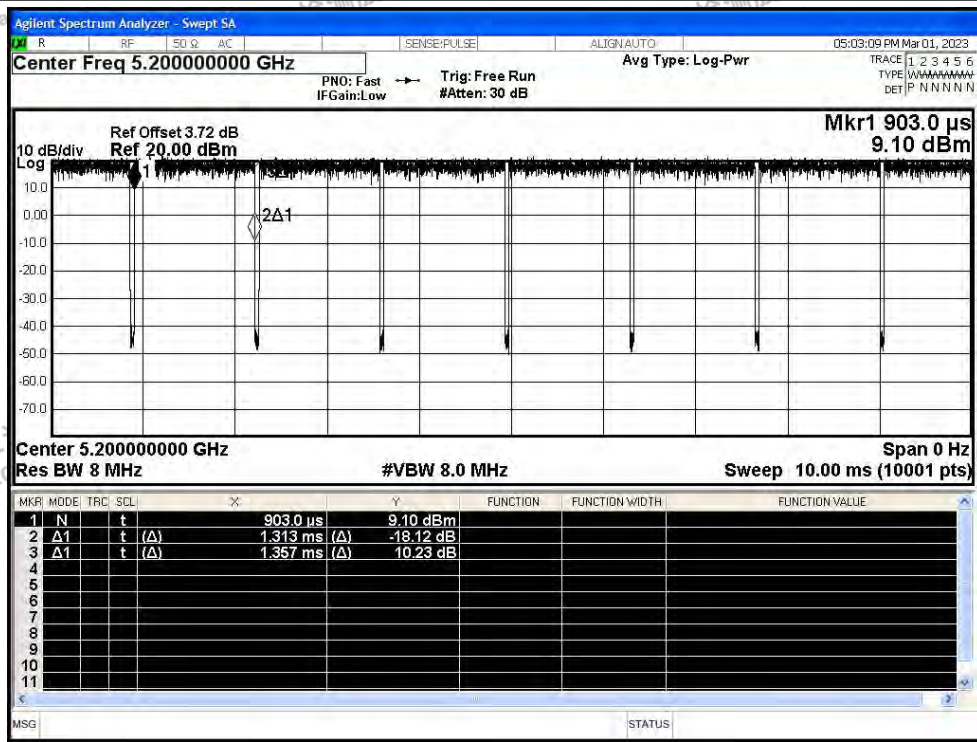 Agilent Spectrum Analyzer - Swept SA
R RF 50 Ω AC SENSE:PULSE ALIGNAUTO 05:03:09 PM Mar 01, 2023
Center Freq 5.200000000 GHz
Avg Type: Log-Pwr
TRACE 1 2 3 4 5 6
PNO: Fast Trig: Free Run
TYPE WWWWWW
IFGain:Low #Atten: 30 dB
DET P N N N N N
Mkr1 903.0 µs
Ref Offset 3.72 dB
10 dB/div Ref 20.00 dBm 9.10 dBm
Log
1
10.0
0.00
2Δ1
-10.0
-20.0
-30.0
-40.0
-50.0
-60.0
-70.0
Center 5.200000000 GHz Span 0 Hz
Res BW 8 MHz #VBW 8.0 MHz Sweep 10.00 ms (10001 pts)
MKR MODE TRC SCL X Y FUNCTION FUNCTION WIDTH FUNCTION VALUE
1 N t 903.0 µs 9.10 dBm
2 Δ1 t (Δ) 1.313 ms (Δ) -18.12 dB
3 Δ1 t (Δ) 1.357 ms (Δ) 10.23 dB
4
5
6
7
8
9
10
11
MSG STATUS